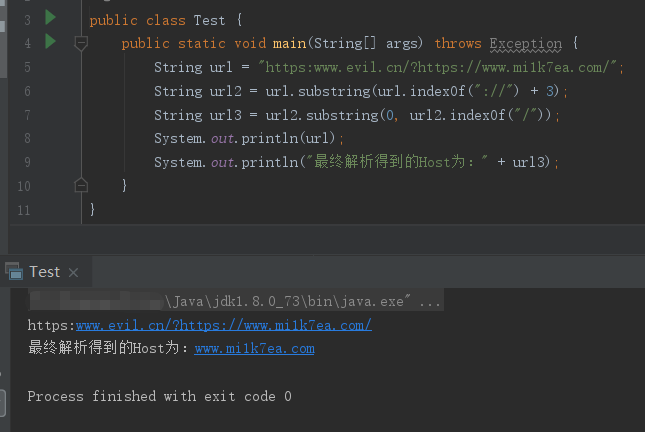 3 public class Test {
4 public static void main(String[] args) throws Exception {
5 String url = "https:www.evil.cn/?https://www.mi1k7ea.com/";
6 String url2 = url.substring(url.indexOf("://") + 3);
7 String url3 = url2.substring(0, url2.indexOf("/"));
8 System.out.println(url);
9 System.out.println("最终解析得到的Host为：" + url3);
10 }
11 }
Test ×
\Java\jdk1.8.0_73\bin\java.exe" ...
https:www.evil.cn/?https://www.mi1k7ea.com/
最终解析得到的Host为：www.mi1k7ea.com
Process finished with exit code 0